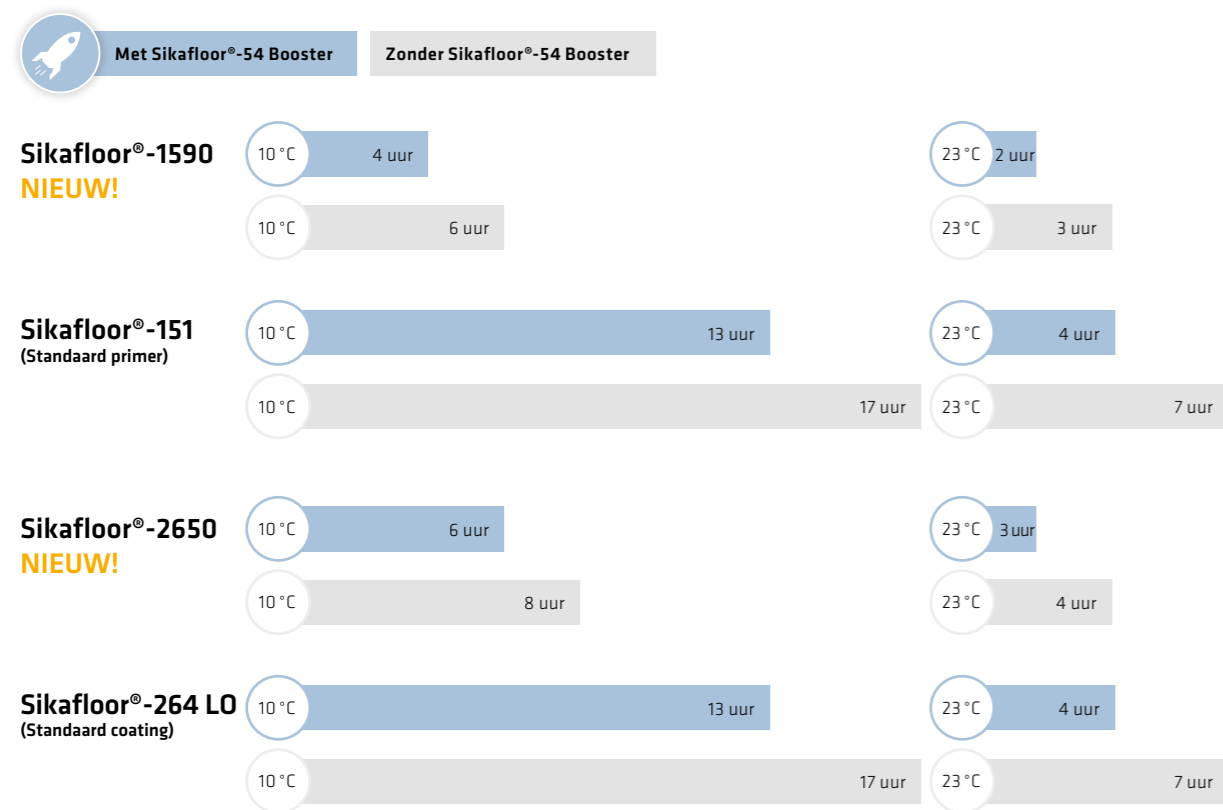 Met Sikafloor®-54 Booster Zonder Sikafloor®-54 Booster
Sikafloor®-1590 10 °C 4 uur 23 °C 2 uur
NIEUW!
10 °C 6 uur 23 °C 3 uur
Sikafloor®-151 10 °C 13 uur 23 °C 4 uur
(Standaard primer)
10 °C 17 uur 23 °C 7 uur
Sikafloor®-2650 10 °C 6 uur 23 °C 3 uur
NIEUW!
10 °C 8 uur 23 °C 4 uur
Sikafloor®-264 LO 10 °C 13 uur 23 °C 4 uur
(Standaard coating)
10 °C 17 uur 23 °C 7 uur